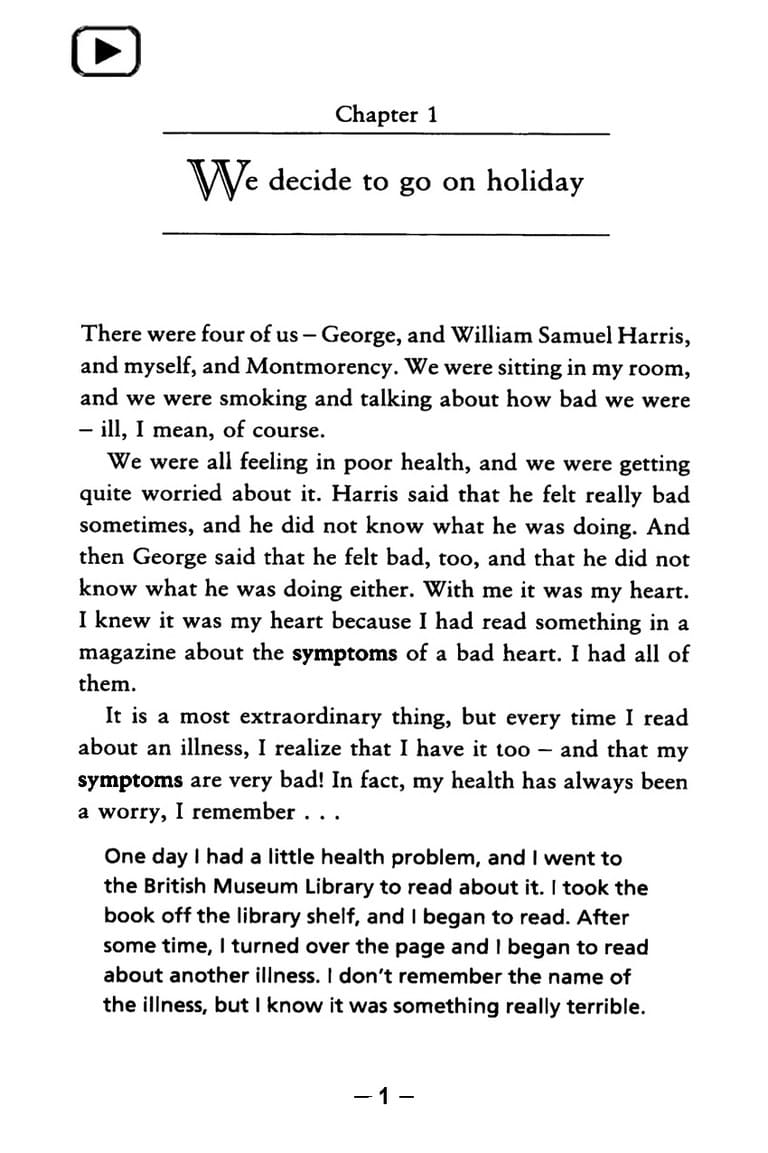 Chapter 1
We decide to go on holiday
There were four of us – George, and William Samuel Harris,
and myself, and Montmorency. We were sitting in my room,
and we were smoking and talking about how bad we were
– ill, I mean, of course.
We were all feeling in poor health, and we were getting
quite worried about it. Harris said that he felt really bad
sometimes, and he did not know what he was doing. And
then George said that he felt bad, too, and that he did not
know what he was doing either. With me it was my heart.
I knew it was my heart because I had read something in a
magazine about the symptoms of a bad heart. I had all of
them.
It is a most extraordinary thing, but every time I read
about an illness, I realize that I have it too – and that my
symptoms are very bad! In fact, my health has always been
a worry, I remember . . .
One day I had a little health problem, and I went to
the British Museum Library to read about it. I took the
book off the library shelf, and I began to read. After
some time, I turned over the page and I began to read
about another illness. I don't remember the name of
the illness, but I know it was something really terrible.
– 1 –